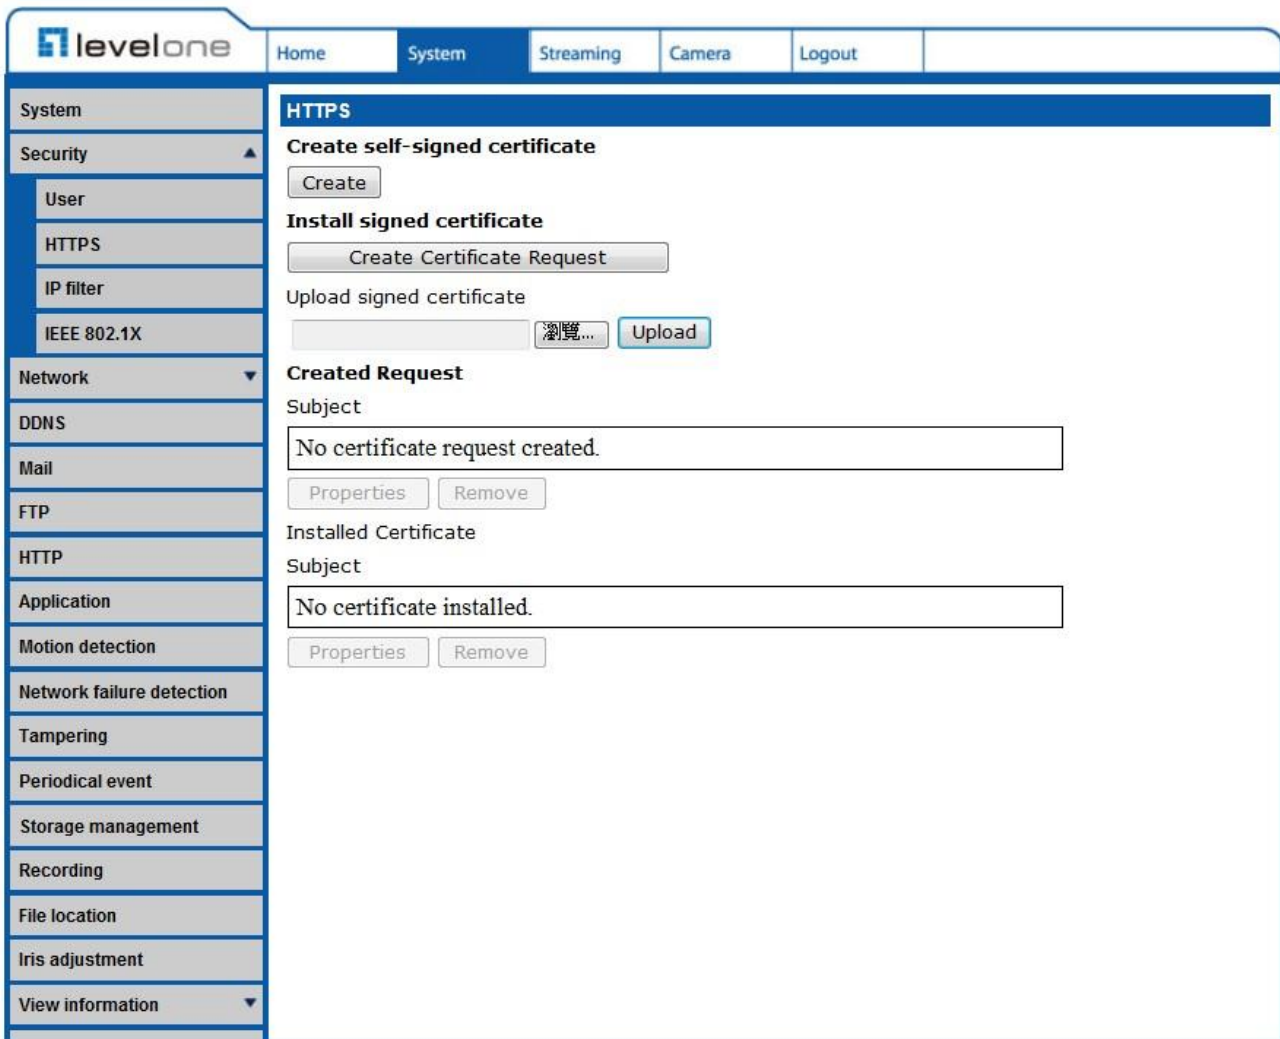 levelone
Home System Streaming Camera Logout
System
Security
User
HTTPS
IP filter
IEEE 802.1X
Network
DDNS
Mail
FTP
HTTP
Application
Motion detection
Network failure detection
Tampering
Periodical event
Storage management
Recording
File location
Iris adjustment
View information
HTTPS
Create self-signed certificate
Create
Install signed certificate
Create Certificate Request
Upload signed certificate
瀏覽... Upload
Created Request
Subject
No certificate request created.
Properties Remove
Installed Certificate
Subject
No certificate installed.
Properties Remove